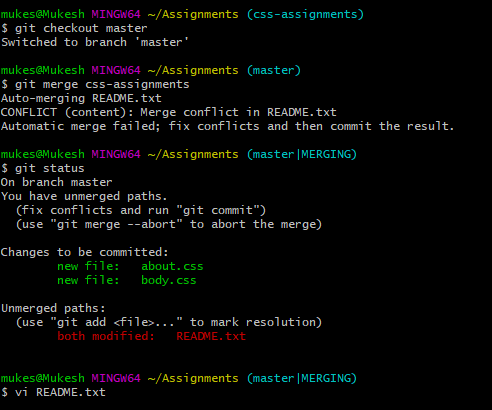 mukes@Mukesh MINGW64 ~/Assignments (css-assignments)
$ git checkout master
Switched to branch 'master'
mukes@Mukesh MINGW64 ~/Assignments (master)
$ git merge css-assignments
Auto-merging README.txt
CONFLICT (content): Merge conflict in README.txt
Automatic merge failed; fix conflicts and then commit the result.
mukes@Mukesh MINGW64 ~/Assignments (master|MERGING)
$ git status
On branch master
You have unmerged paths.
  (fix conflicts and run "git commit")
  (use "git merge --abort" to abort the merge)
Changes to be committed:
        new file:   about.css
        new file:   body.css
Unmerged paths:
  (use "git add <file>..." to mark resolution)
        both modified:   README.txt
mukes@Mukesh MINGW64 ~/Assignments (master|MERGING)
$ vi README.txt